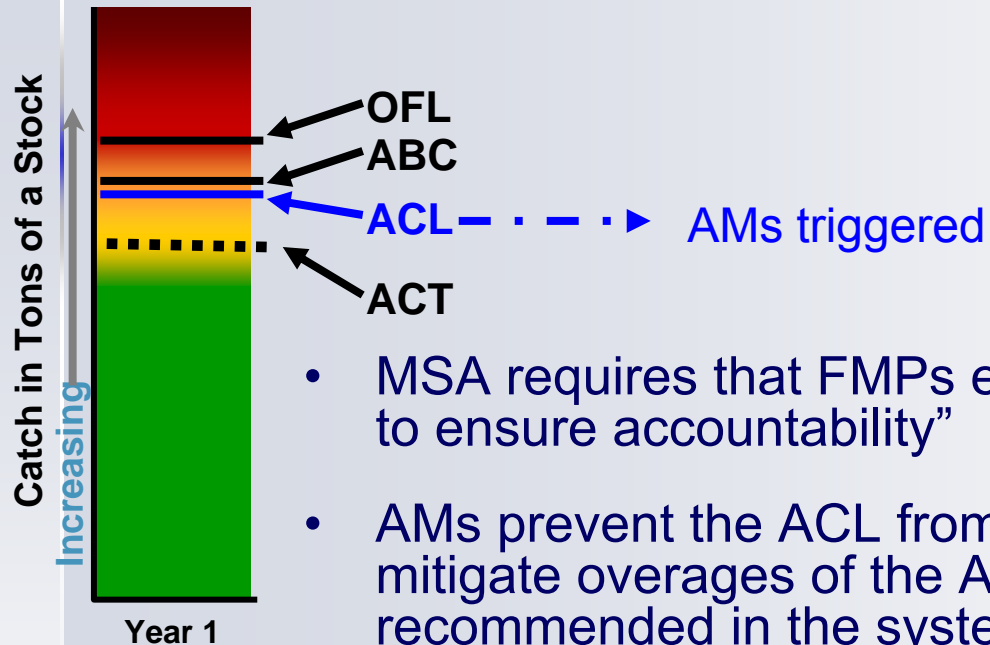 Catch in Tons of a Stock
Increasing
OFL
ABC
ACL
AMs triggered
ACT
Year 1
• MSA requires that FMPs
to ensure accountability”
• AMs prevent the ACL from
mitigate overages of the
recommended in the